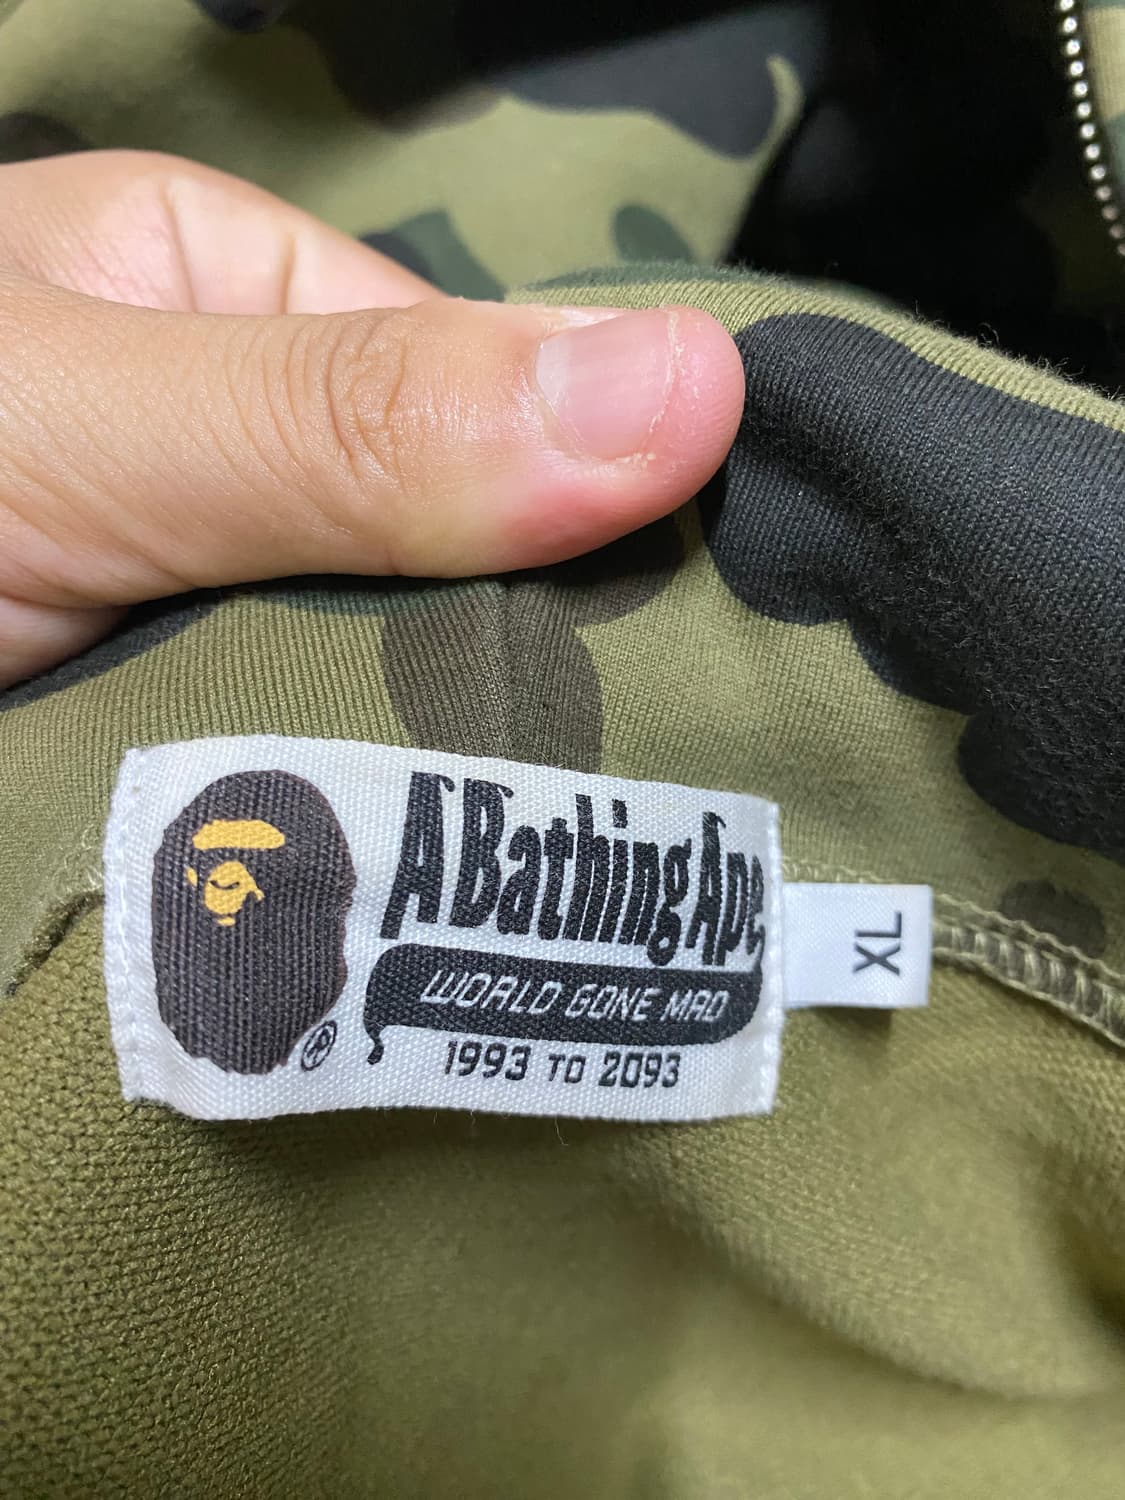 A Bathing Ape
WORLD GONE MAD
1993 TO 2093
®
XL